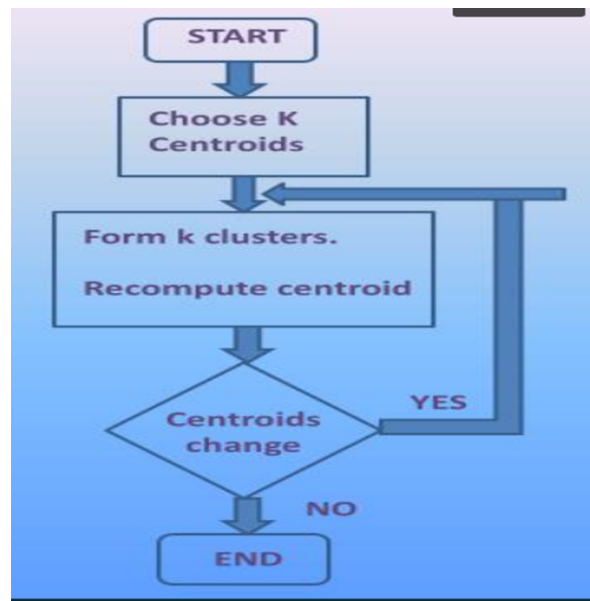 START
Choose K
Centroids
Form k clusters.
Recompute centroid
Centroids
change
YES
NO
END